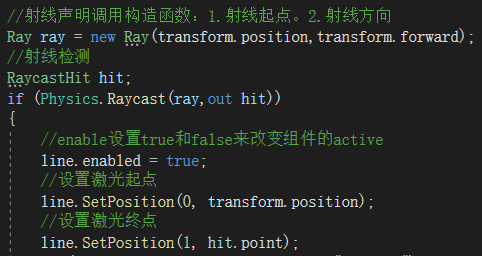 //射线声明调用构造函数：1.射线起点。2.射线方向
Ray ray = new Ray(transform.position,transform.forward);
//射线检测
RaycastHit hit;
if (Physics.Raycast(ray,out hit))
{
//enable设置true和false来改变组件的active
line.enabled = true;
//设置激光起点
line.SetPosition(0, transform.position);
//设置激光终点
line.SetPosition(1, hit.point);